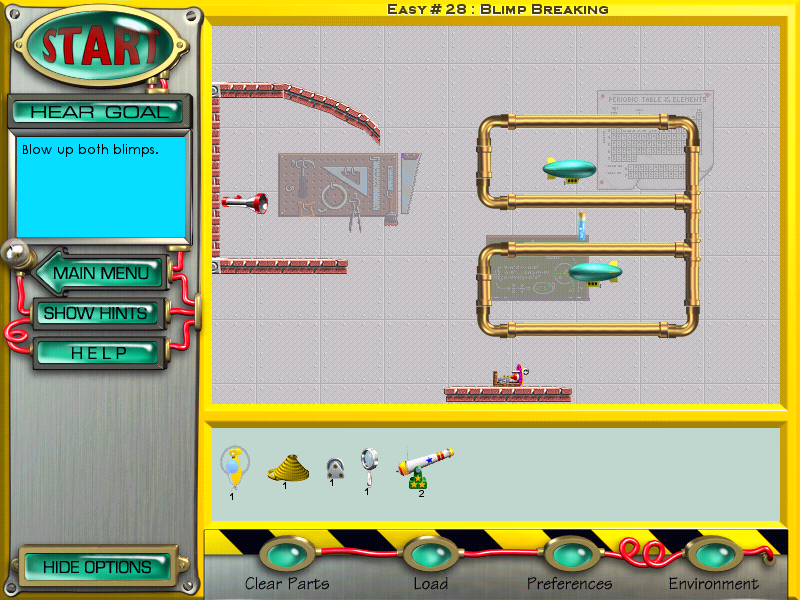 Easy # 28 : Blimp Breaking
START
HEAR GOAL
PERIODIC TABLE OF THE ELEMENTS
Blow up both blimps.
MAIN MENU
SHOW HINTS
HELP
1
1
1
1
2
HIDE OPTIONS
Clear Parts
Load
Preferences
Environment